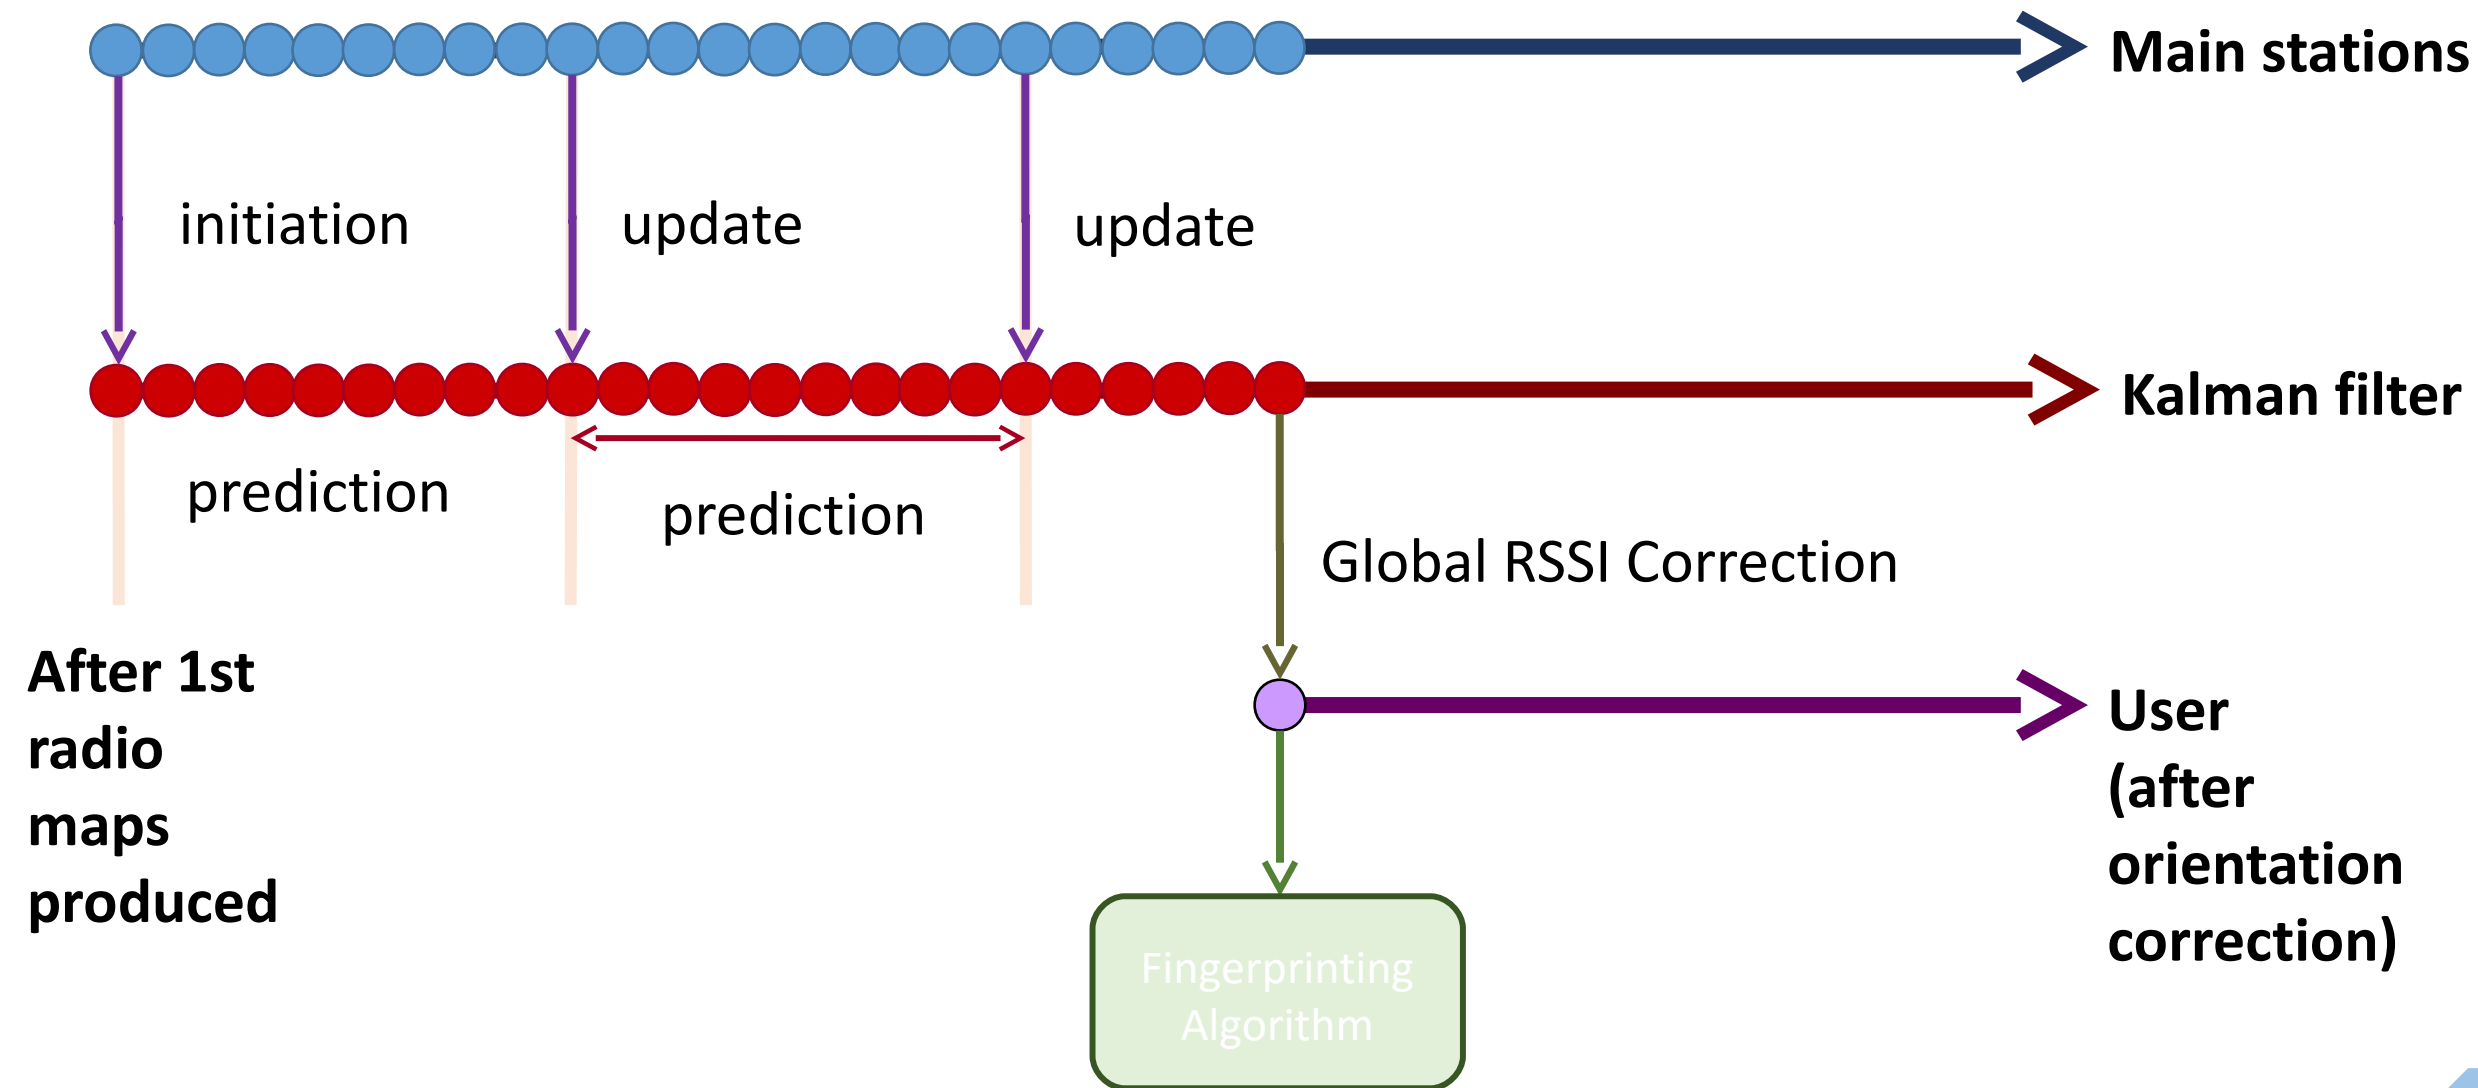 Main stations
initiation
update
update
Kalman filter
prediction
prediction
Global RSSI Correction
After 1st
radio
maps
produced
User
(after
orientation
correction)
Fingerprinting
Algorithm